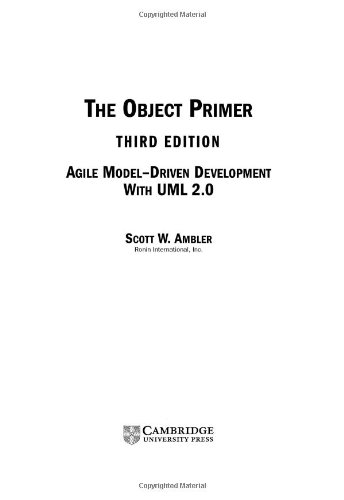 Copyrighted Material
THE OBJECT PRIMER
THIRD EDITION
AGILE MODEL–DRIVEN DEVELOPMENT
WITH UML 2.0
SCOTT W. AMBLER
Ronin International, Inc.
CAMBRIDGE
UNIVERSITY PRESS
Copyrighted Material